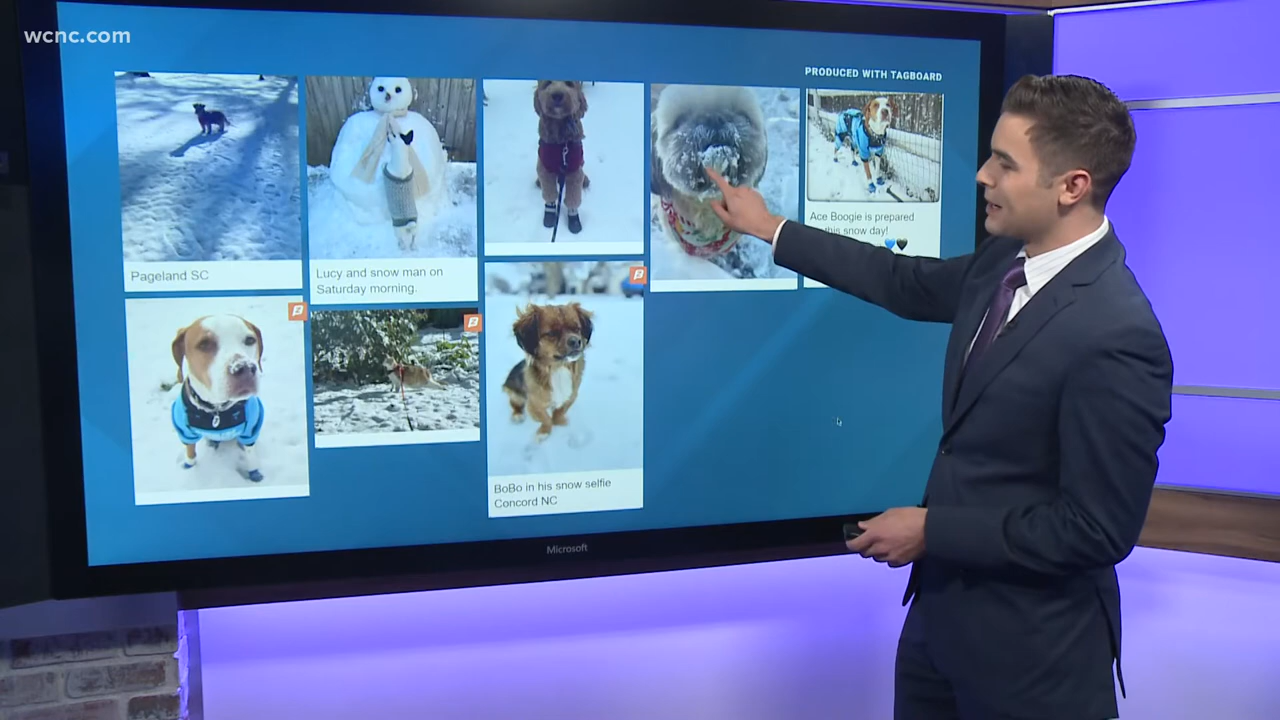 wcnc.com
PRODUCED WITH TAGBOARD
Pageland SC
Lucy and snow man on
Saturday morning.
Ace Boogie is prepared
this snow day!
BoBo in his snow selfie
Concord NC
Microsoft